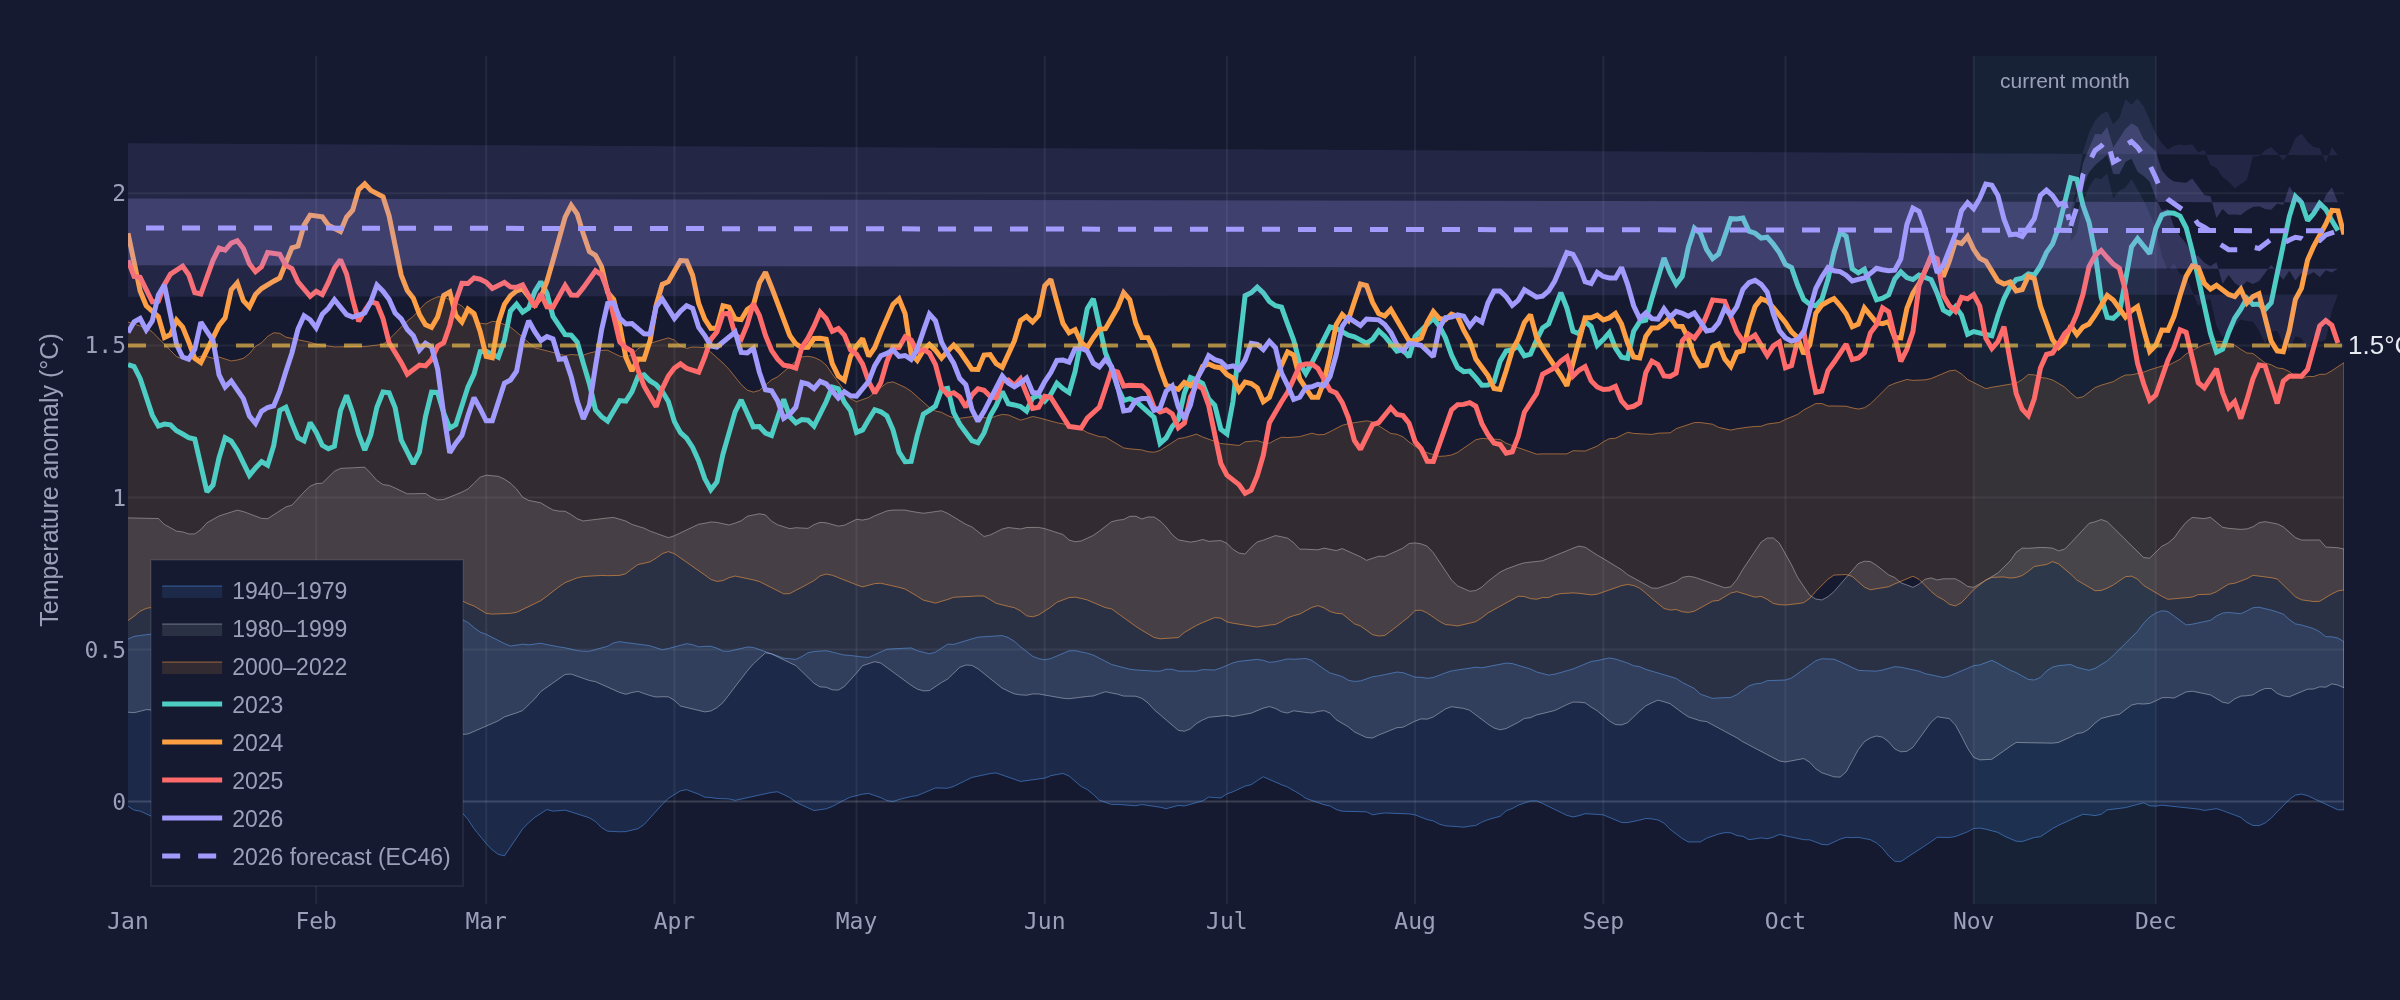 current month
2
1.5
1
0.5
0
Temperature anomaly (°C)
1.5°C
1940–1979
1980–1999
2000–2022
2023
2024
2025
2026
2026 forecast (EC46)
Jan Feb Mar Apr May Jun Jul Aug Sep Oct Nov Dec